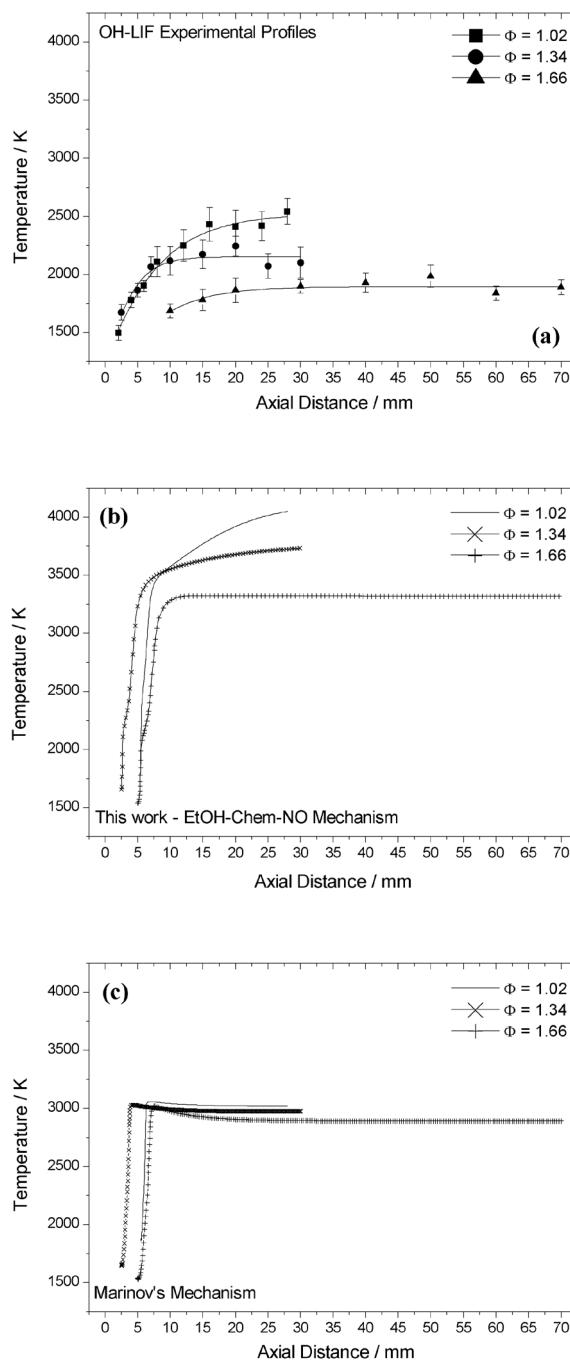 OH-LIF Experimental Profiles
Φ = 1.02
Φ = 1.34
Φ = 1.66
4000
3500
3000
2500
2000
1500
Temperature / K
(a)
0 5 10 15 20 25 30 35 40 45 50 55 60 65 70
Axial Distance / mm
(b)
Φ = 1.02
Φ = 1.34
Φ = 1.66
4000
3500
3000
2500
2000
1500
Temperature / K
This work - EtOH-Chem-NO Mechanism
0 5 10 15 20 25 30 35 40 45 50 55 60 65 70
Axial Distance / mm
(c)
Φ = 1.02
Φ = 1.34
Φ = 1.66
4000
3500
3000
2500
2000
1500
Temperature / K
Marinov's Mechanism
0 5 10 15 20 25 30 35 40 45 50 55 60 65 70
Axial Distance / mm